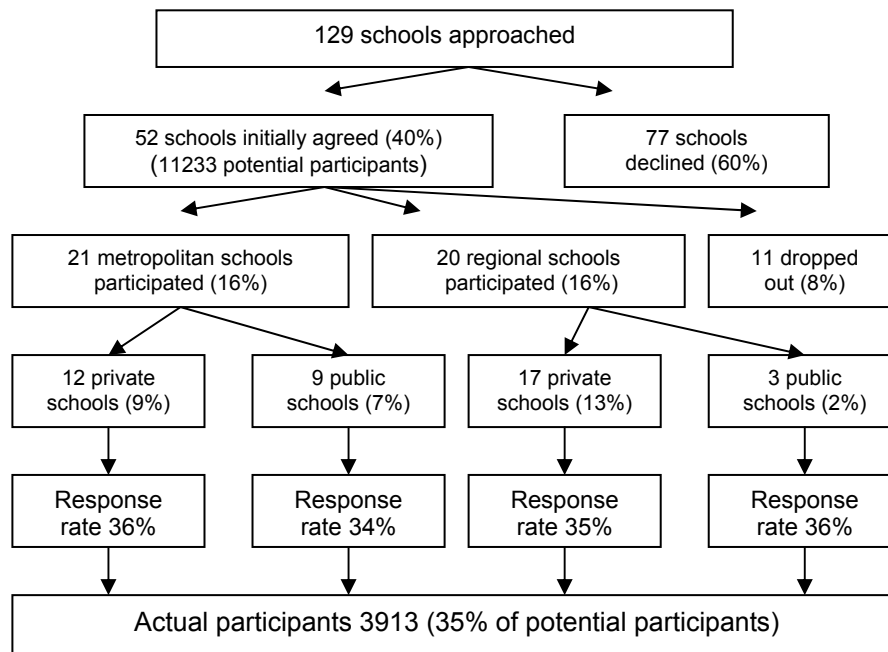 129 schools approached
52 schools initially agreed (40%)
(11233 potential participants)
77 schools
declined (60%)
21 metropolitan schools
participated (16%)
20 regional schools
participated (16%)
11 dropped
out (8%)
12 private
schools (9%)
9 public
schools (7%)
17 private
schools (13%)
3 public
schools (2%)
Response
rate 36%
Response
rate 34%
Response
rate 35%
Response
rate 36%
Actual participants 3913 (35% of potential participants)